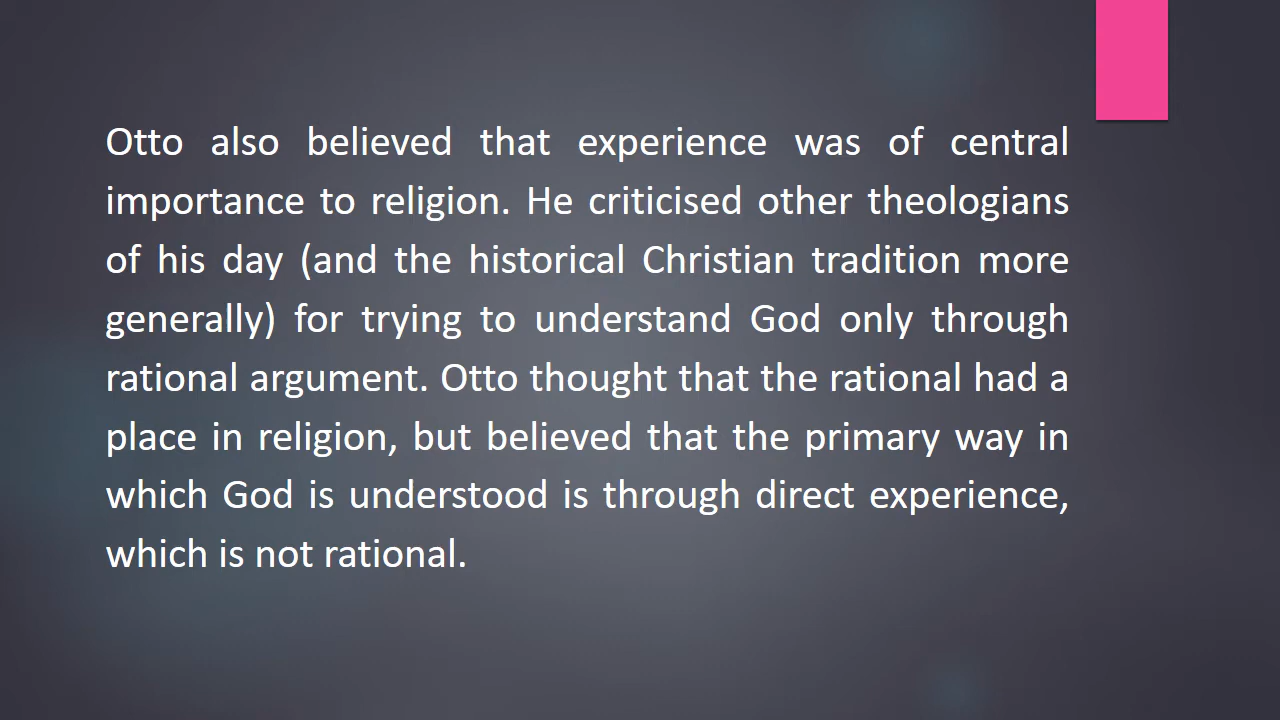 Otto also believed that experience was of central
importance to religion. He criticised other theologians
of his day (and the historical Christian tradition more
generally) for trying to understand God only through
rational argument. Otto thought that the rational had a
place in religion, but believed that the primary way in
which God is understood is through direct experience,
which is not rational.